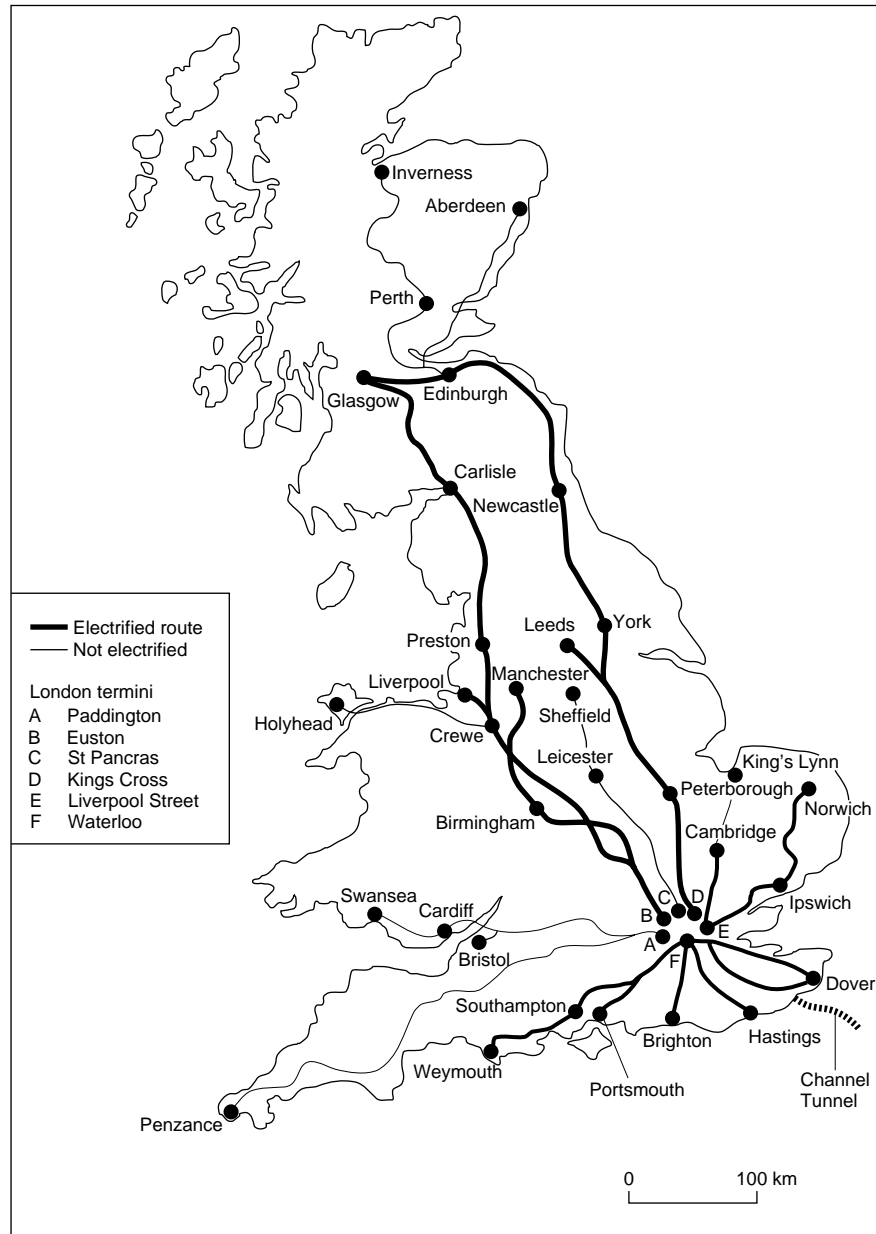 Inverness
Aberdeen
Perth
Glasgow
Edinburgh
Carlisle
Newcastle
Electrified route
Not electrified
London termini
A Paddington
B Euston
C St Pancras
D Kings Cross
E Liverpool Street
F Waterloo
Preston
Leeds
York
Liverpool
Manchester
Holyhead
Sheffield
Crewe
Leicester
King's Lynn
Peterborough
Norwich
Birmingham
Cambridge
Swansea
Cardiff
Bristol
C
D
B
E
A
F
Ipswich
Southampton
Dover
Weymouth
Portsmouth
Brighton
Hastings
Channel
Tunnel
Penzance
0 100 km